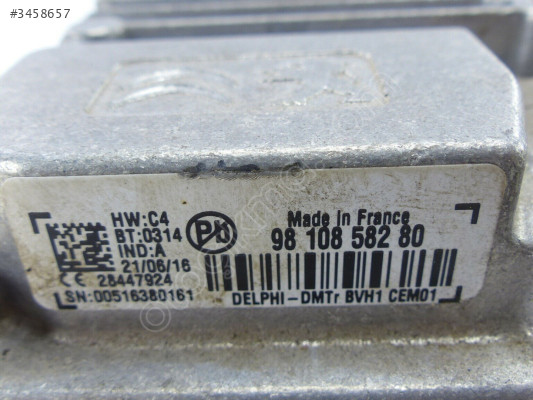 #3458657
HW:C4
BT:0314
IND:A
21/06/16
28447924
SN:00516380161
Pb
Made in France
98 108 582 80
DELPHI-DMTr BVH1 CEM01